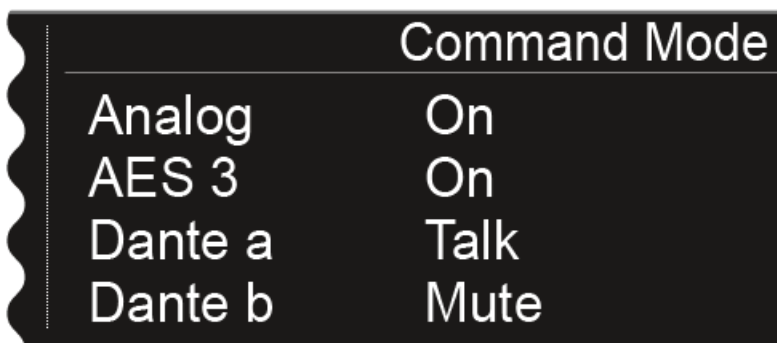 Command Mode
Analog On
AES 3 On
Dante a Talk
Dante b Mute